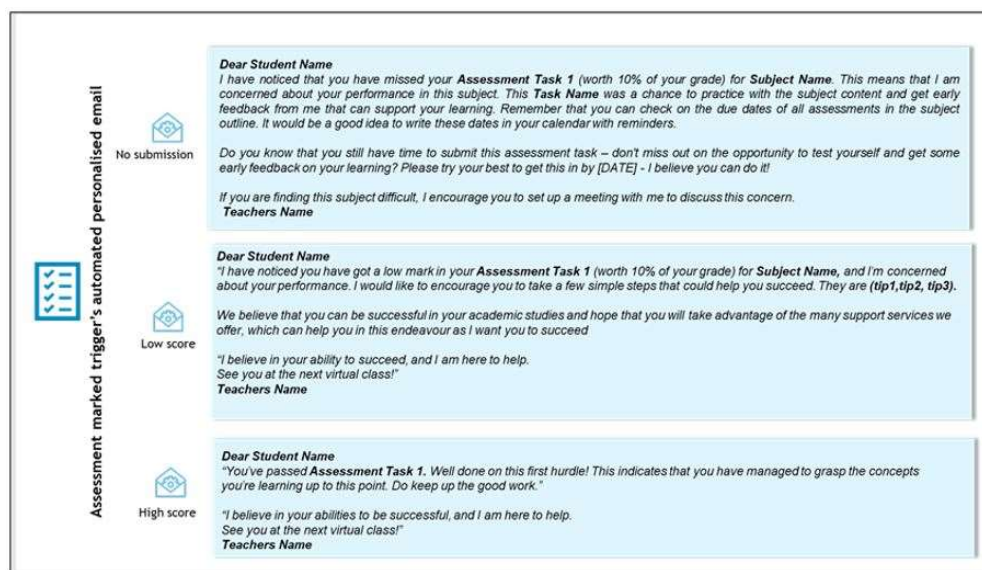 Assessment marked trigger's automated personalised email
No submission
Dear Student Name
I have noticed that you have missed your Assessment Task 1 (worth 10% of your grade) for Subject Name. This means that I am
concerned about your performance in this subject. This Task Name was a chance to practice with the subject content and get early
feedback from me that can support your learning. Remember that you can check on the due dates of all assessments in the subject
outline. It would be a good idea to write these dates in your calendar with reminders.
Do you know that you still have time to submit this assessment task – don't miss out on the opportunity to test yourself and get some
early feedback on your learning? Please try your best to get this in by [DATE] - I believe you can do it!
If you are finding this subject difficult, I encourage you to set up a meeting with me to discuss this concern.
Teachers Name
Low score
Dear Student Name
“I have noticed you have got a low mark in your Assessment Task 1 (worth 10% of your grade) for Subject Name, and I'm concerned
about your performance. I would like to encourage you to take a few simple steps that could help you succeed. They are (tip1,tip2, tip3).
We believe that you can be successful in your academic studies and hope that you will take advantage of the many support services we
offer, which can help you in this endeavour as I want you to succeed
“I believe in your ability to succeed, and I am here to help.
See you at the next virtual class!”
Teachers Name
High score
Dear Student Name
“You've passed Assessment Task 1. Well done on this first hurdle! This indicates that you have managed to grasp the concepts
you're learning up to this point. Do keep up the good work.”
“I believe in your abilities to be successful, and I am here to help.
See you at the next virtual class!”
Teachers Name